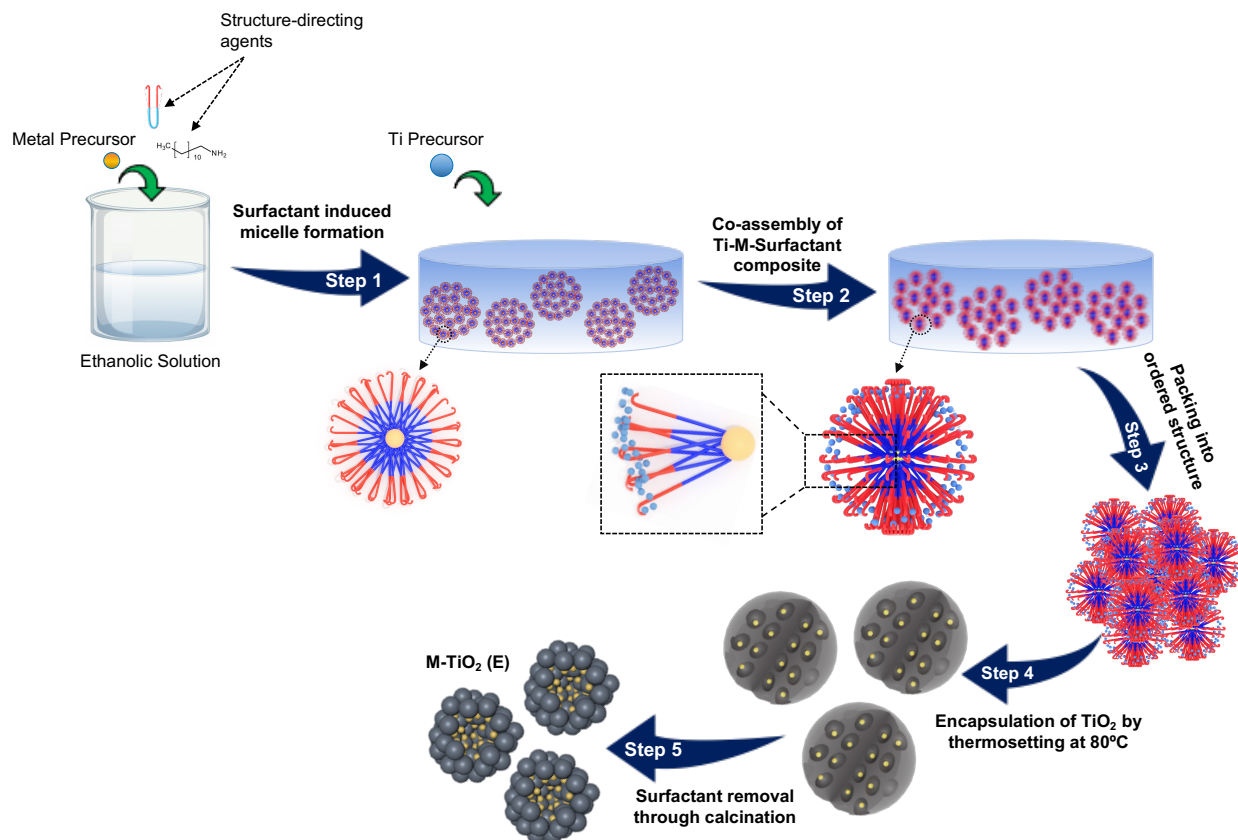 Structure-directing
agents
Metal Precursor
H₃C
10
NH₂
Ti Precursor
Ethanolic Solution
Surfactant induced
micelle formation
Step 1
Co-assembly of
Ti-M-Surfactant
composite
Step 2
Packing into
ordered structure
Step 3
Step 4
Encapsulation of TiO₂ by
thermosetting at 80ºC
M-TiO₂ (E)
Step 5
Surfactant removal
through calcination